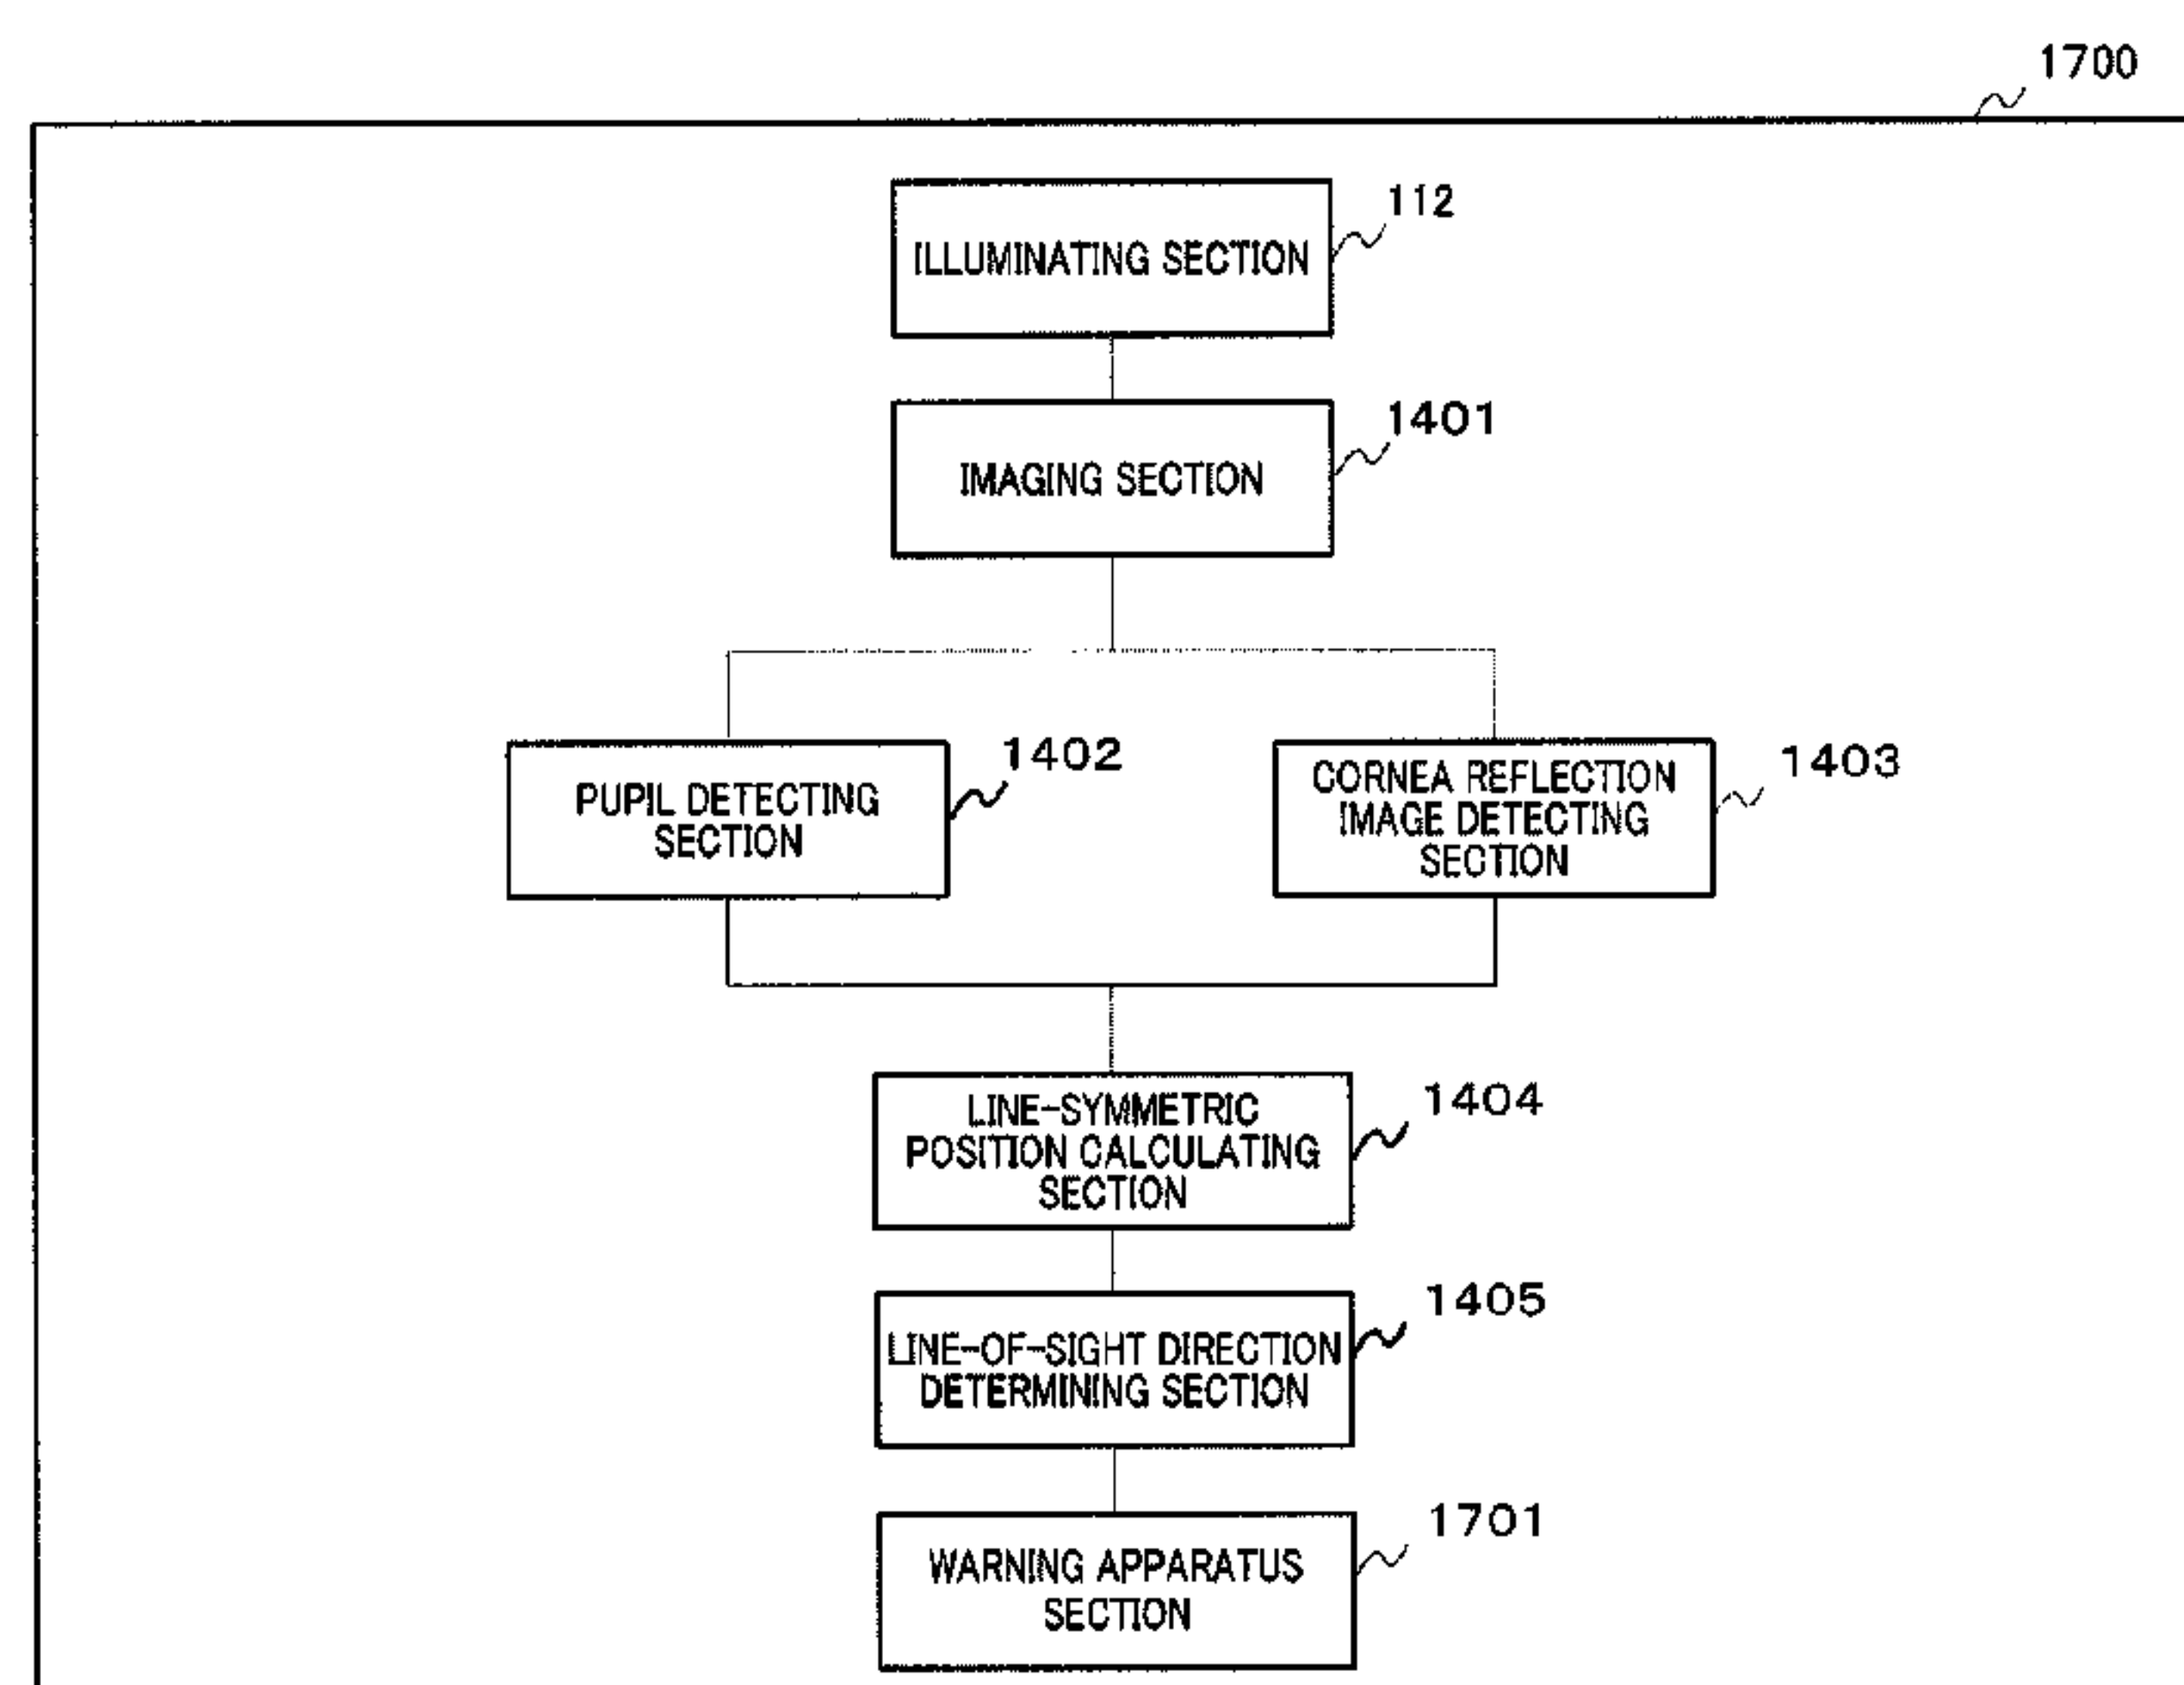 1700
ILLUMINATING SECTION
112
IMAGING SECTION
1401
PUPIL DETECTING
SECTION
1402
CORNEA REFLECTION
IMAGE DETECTING
SECTION
1403
LINE-SYMMETRIC
POSITION CALCULATING
SECTION
1404
LINE-OF-SIGHT DIRECTION
DETERMINING SECTION
1405
WARNING APPARATUS
SECTION
1701